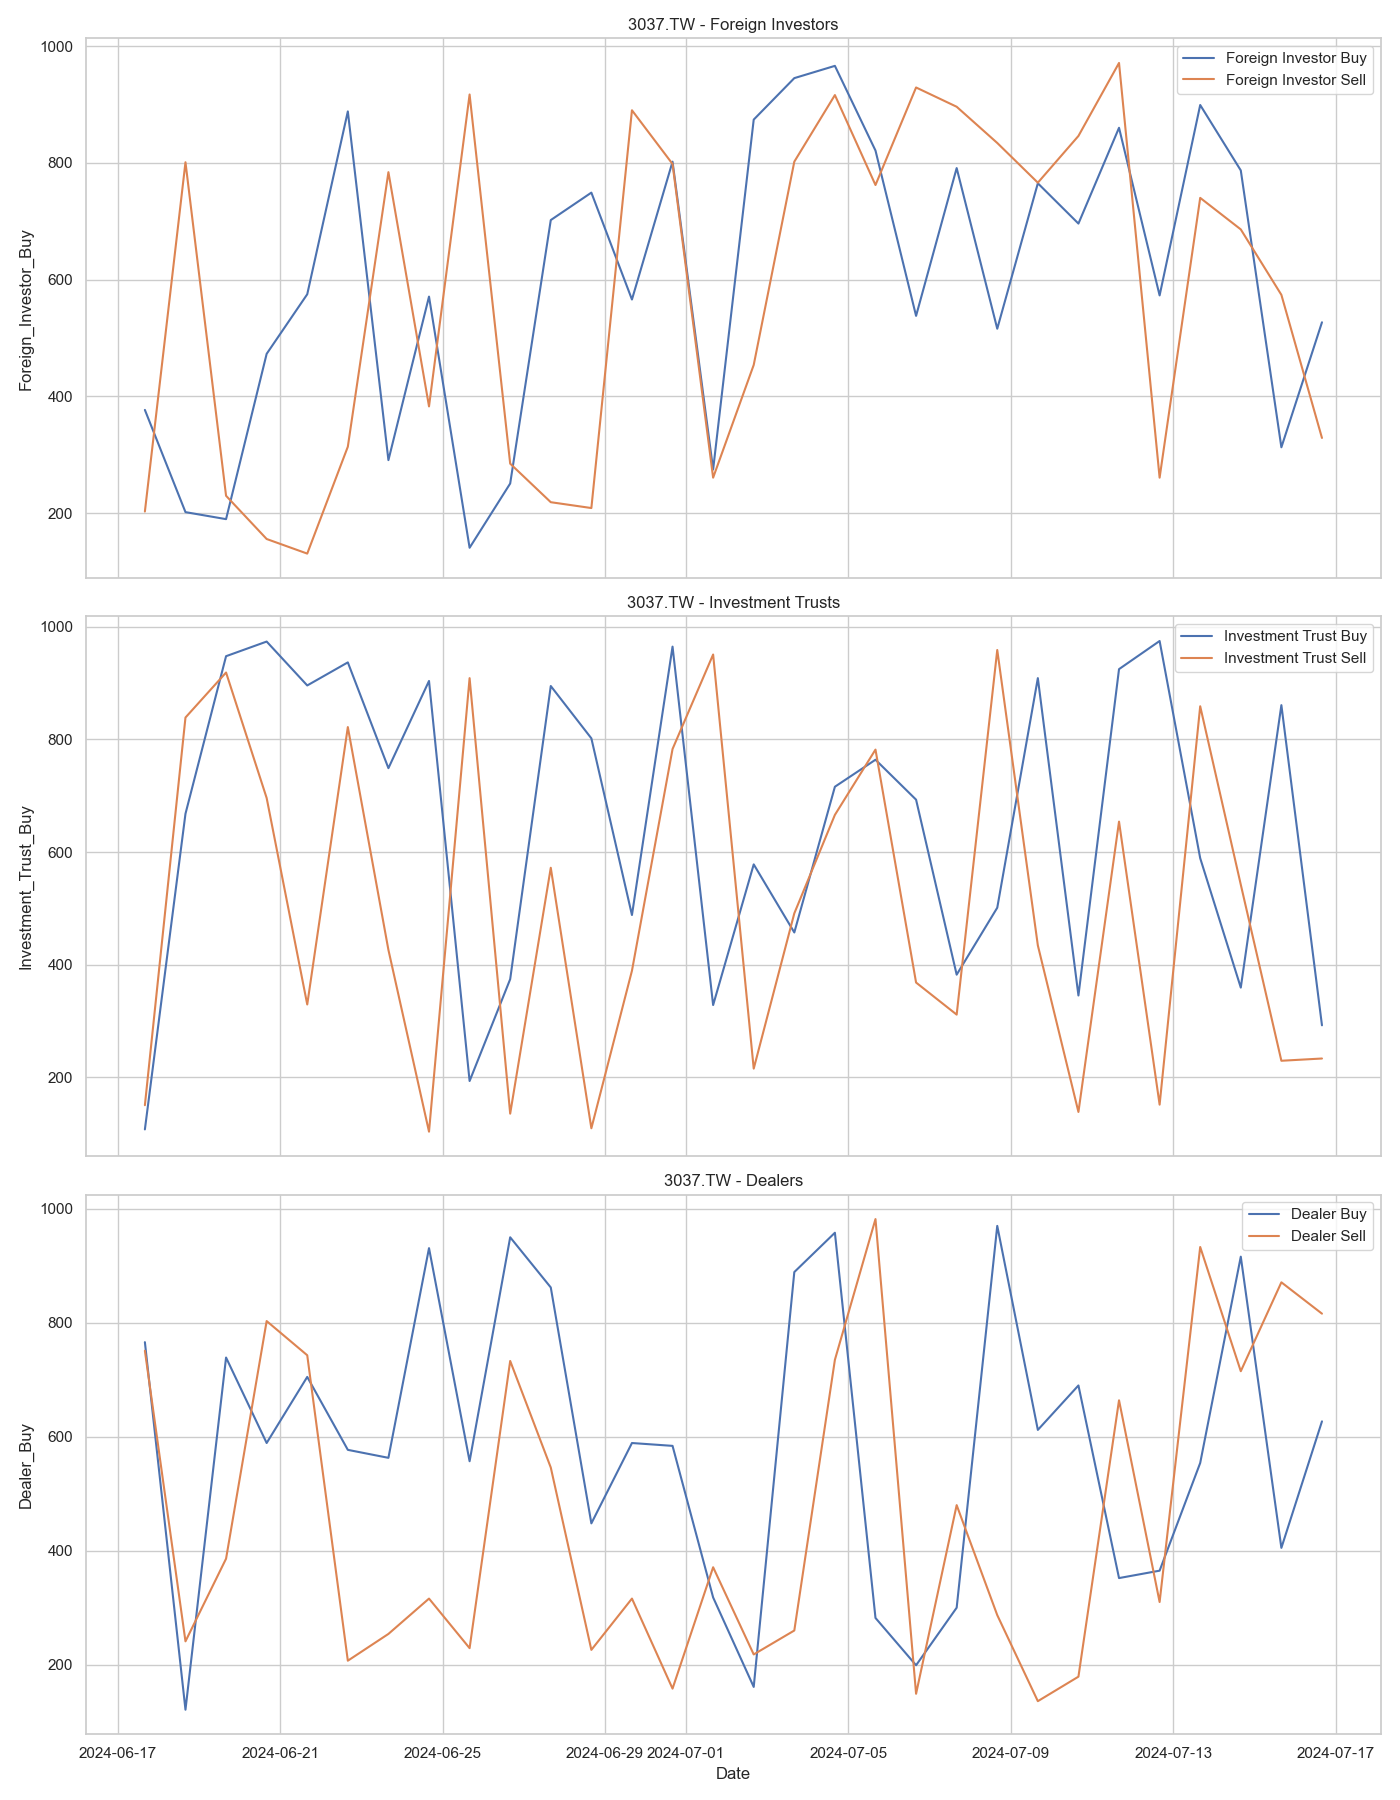 3037.TW - Foreign Investors
Foreign_Investor_Buy
1000
800
600
400
200
Foreign Investor Buy
Foreign Investor Sell
3037.TW - Investment Trusts
Investment_Trust_Buy
1000
800
600
400
200
Investment Trust Buy
Investment Trust Sell
3037.TW - Dealers
Dealer_Buy
1000
800
600
400
200
Dealer Buy
Dealer Sell
2024-06-17 2024-06-21 2024-06-25 2024-06-29 2024-07-01 2024-07-05 2024-07-09 2024-07-13 2024-07-17
Date